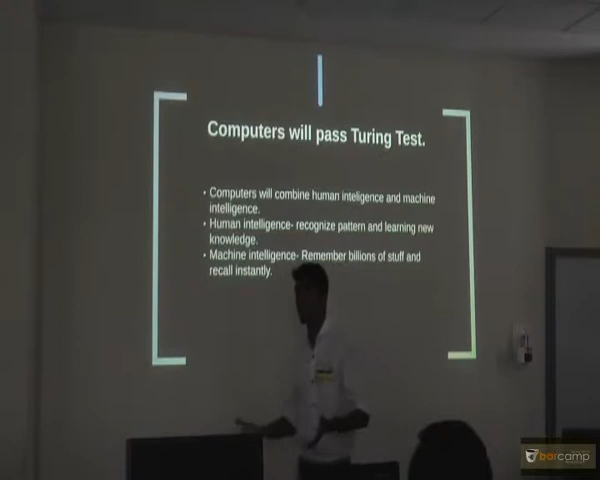 Computers will pass Turing Test.
• Computers will combine human inteligence and machine
intelligence.
• Human intelligence- recognize pattern and learning new
knowledge.
• Machine intelligence- Remember billions of stuff and
recall instantly.
barcamp